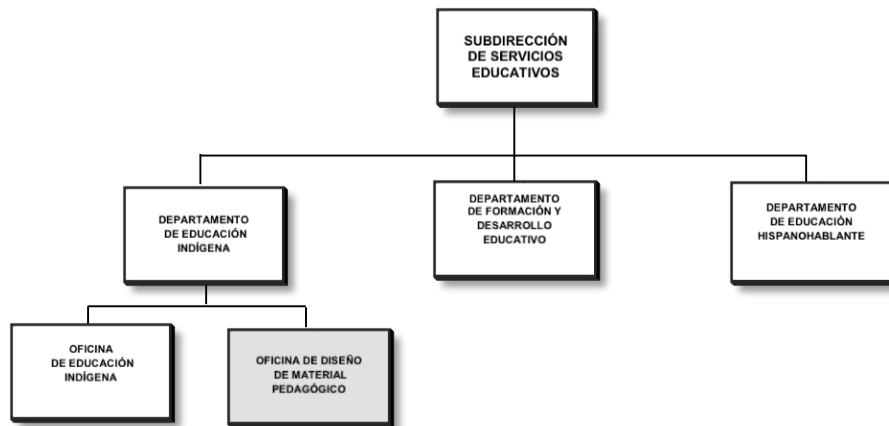 SUBDIRECCIÓN
DE SERVICIOS
EDUCATIVOS
DEPARTAMENTO
DE EDUCACIÓN
INDÍGENA
DEPARTAMENTO
DE FORMACIÓN Y
DESARROLLO
EDUCATIVO
DEPARTAMENTO
DE EDUCACIÓN
HISPANOHABLANTE
OFICINA
DE EDUCACIÓN
INDÍGENA
OFICINA DE DISEÑO
DE MATERIAL
PEDAGÓGICO